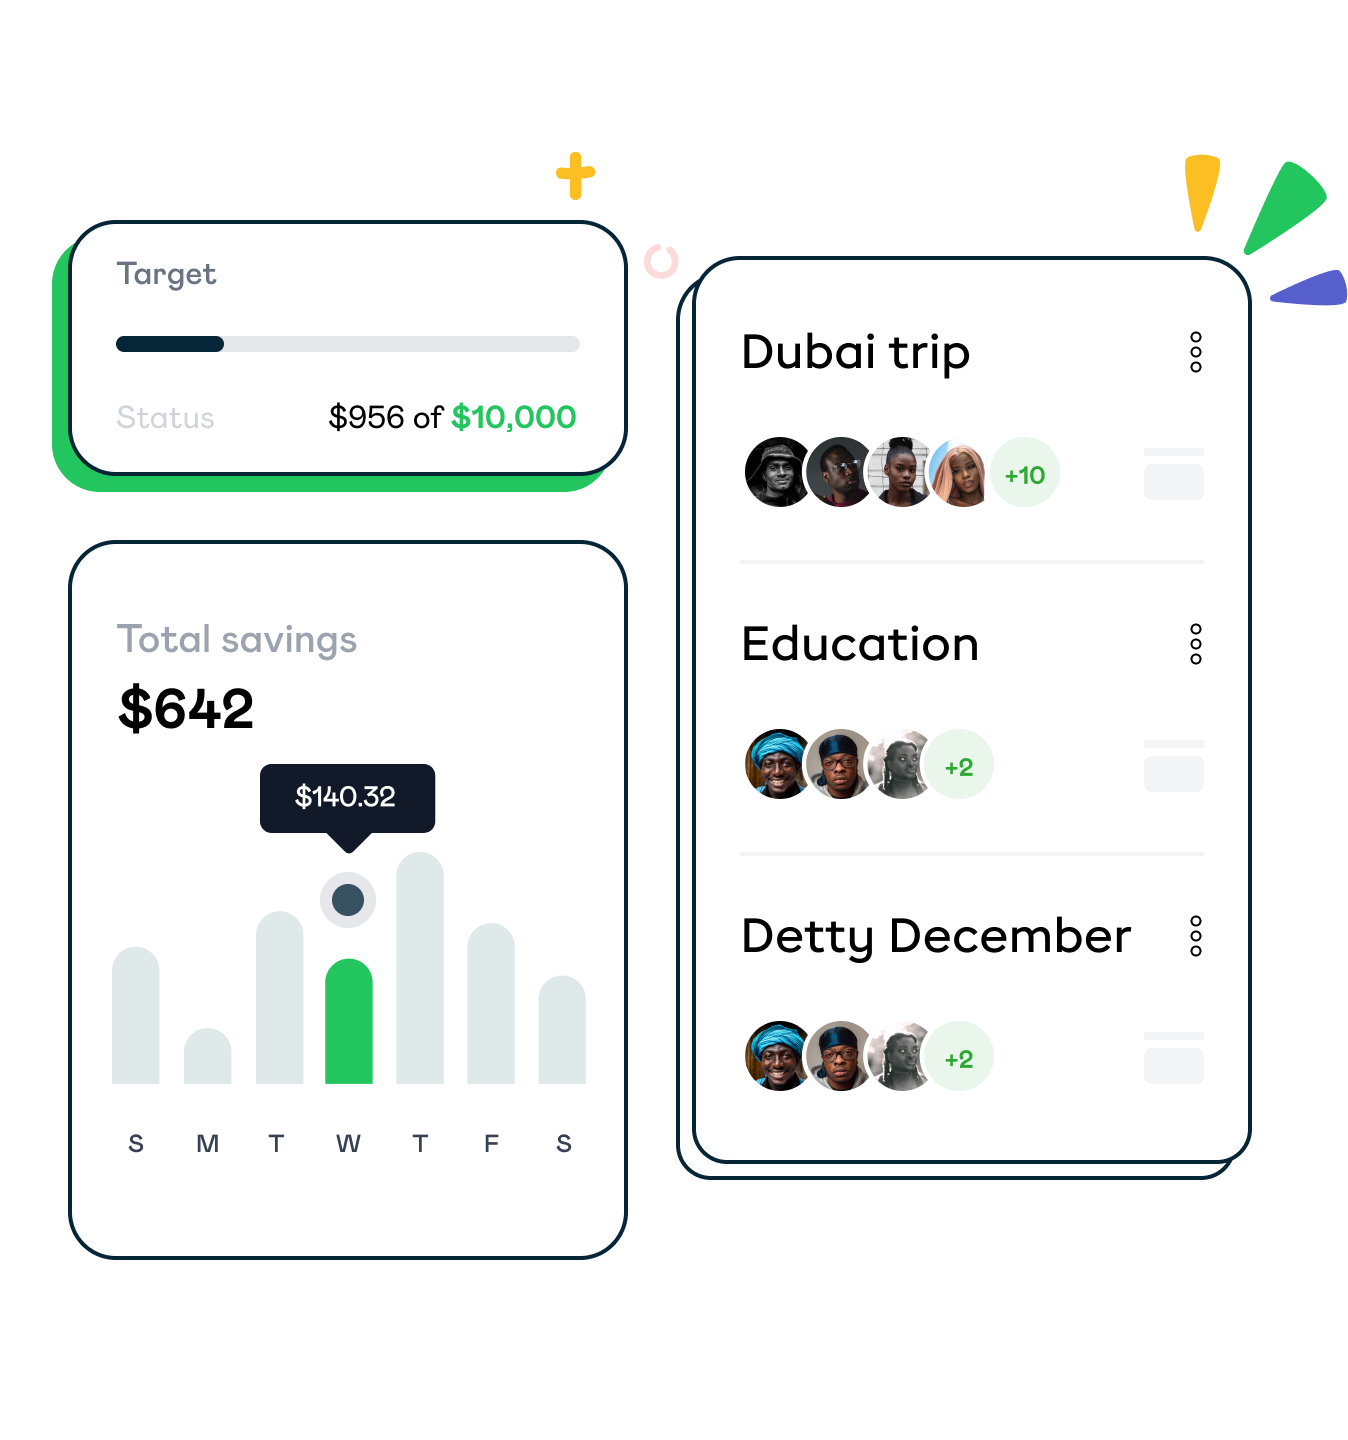 Target
Status $956 of $10,000
Total savings
$642
$140.32
S M T W T F S
Dubai trip
+10
Education
+2
Detty December
+2